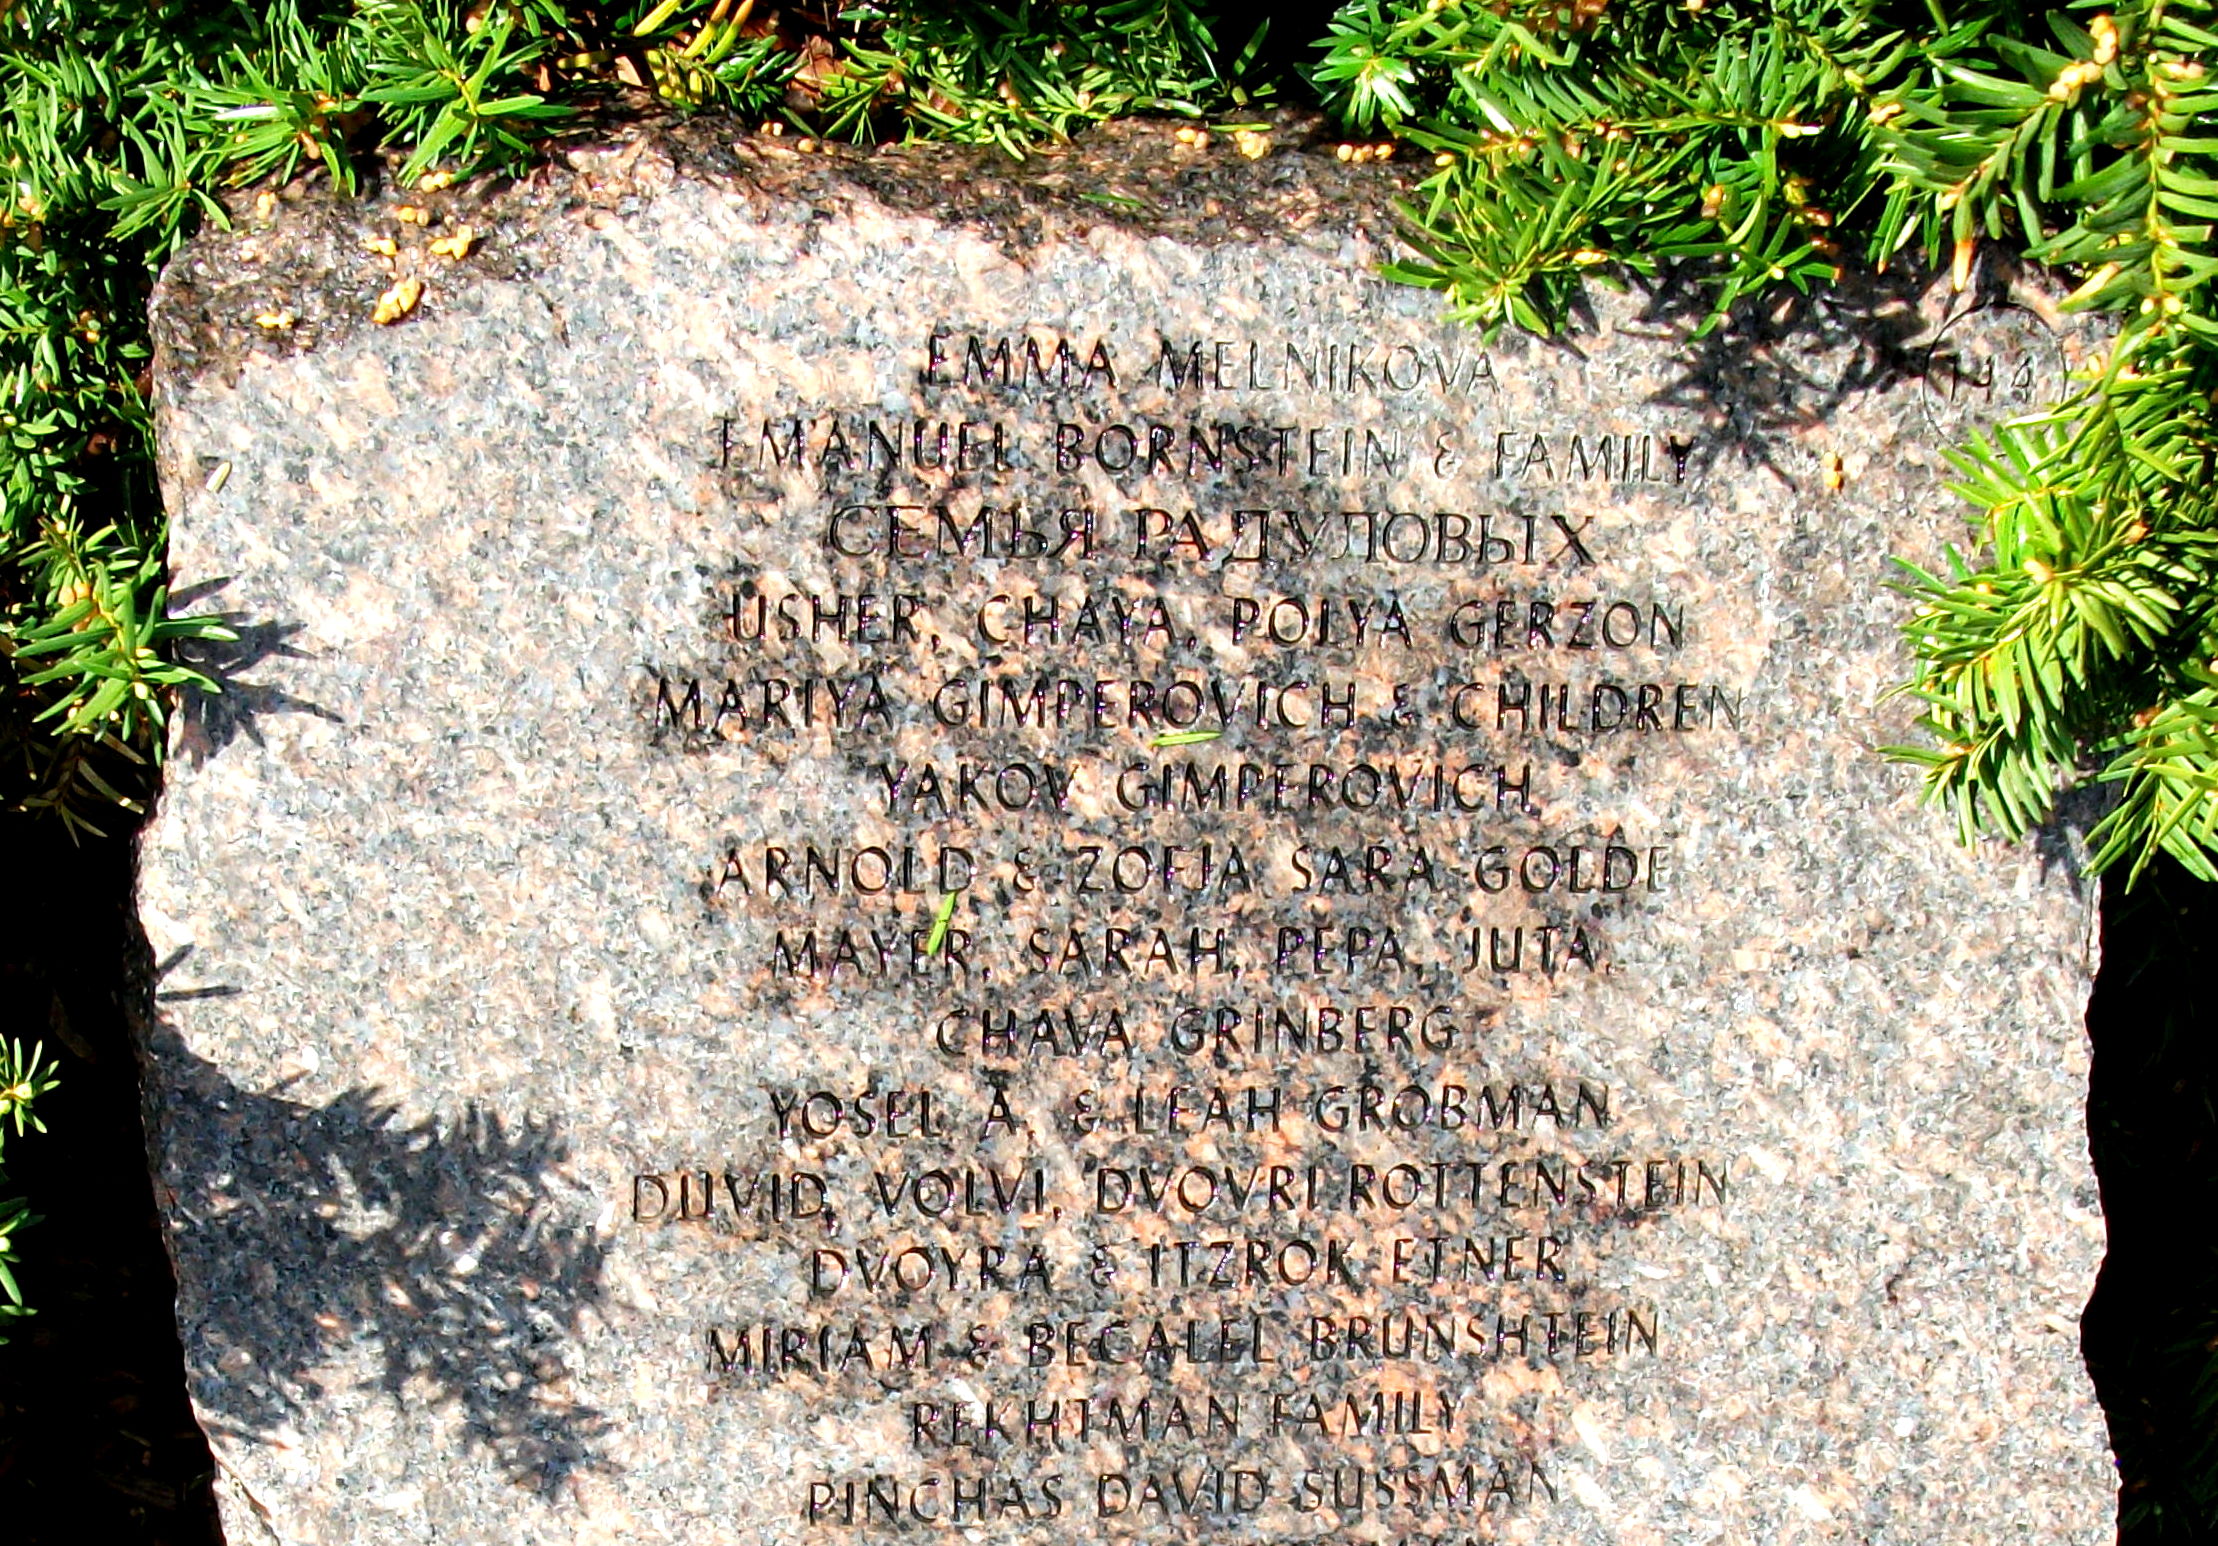 EMMA MELNIKOVA
144
EMANUEL BORNSTEIN & FAMILY
СЕМЬЯ РАДУЛОВЫХ
USHER, CHAYA, POLYA GERZON
MARIYA GIMPEROVICH & CHILDREN
YAKOV GIMPEROVICH
ARNOLD & ZOFJA SARA GOLDE
MAYER, SARAH, PEPA, JUTA,
CHAVA GRINBERG
YOSEL A. & LEAH GROBMAN
DUVID, VOLVI, DVOVRI ROTTENSTEIN
DVOYRA & ITZROK ETNER
MIRIAM & BECALEL BRUNSHTEIN
REKHTMAN FAMILY
PINCHAS DAVID SUSSMAN